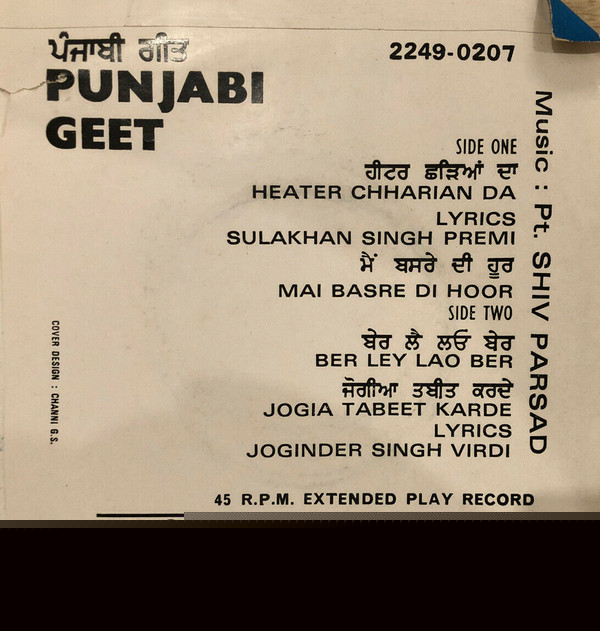 ਪੰਜਾਬੀ ਗੀਤ
PUNJABI
GEET
2249-0207
SIDE ONE
ਹੀਟਰ ਛੜਿਆਂ ਦਾ
HEATER CHHARIAN DA
LYRICS
SULAKHAN SINGH PREMI
ਮੈਂ ਬਸਰੇ ਦੀ ਹੂਰ
MAI BASRE DI HOOR
SIDE TWO
ਬੇਰ ਲੈ ਲਓ ਬੇਰ
BER LEY LAO BER
ਜੋਗੀਆ ਤਬੀਤ ਕਰਦੇ
JOGIA TABEET KARDE
LYRICS
JOGINDER SINGH VIRDI
Music : Pt. SHIV PARSAD
COVER DESIGN : CHANNI G.S.
45 R.P.M. EXTENDED PLAY RECORD